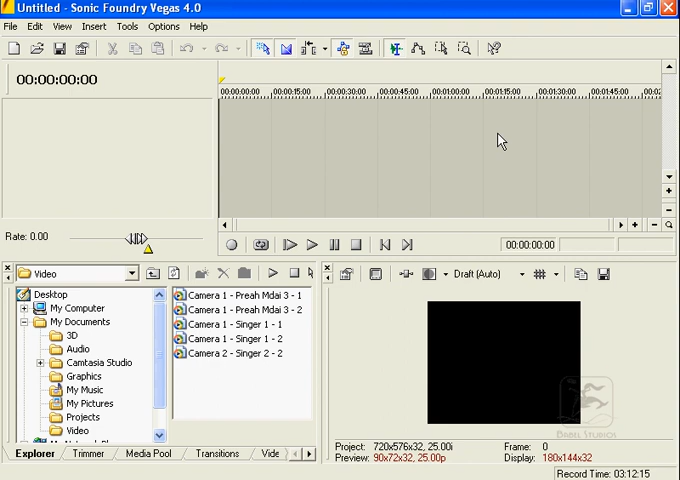 Untitled - Sonic Foundry Vegas 4.0
File Edit View Insert Tools Options Help
00:00:00:00
00:00:00:00 00:00:15:00 00:00:30:00 00:00:45:00 00:01:00:00 00:01:15:00 00:01:30:00 00:01:45:00 00:02
Rate: 0.00
00:00:00:00
Video
Draft (Auto)
Desktop
My Computer
My Documents
3D
Audio
Camtasia Studio
Graphics
My Music
My Pictures
Projects
Video
Camera 1 - Preah Mdai 3 - 1
Camera 1 - Preah Mdai 3 - 2
Camera 1 - Singer 1 - 1
Camera 1 - Singer 1 - 2
Camera 2 - Singer 2 - 2
Babel Studios
Explorer Trimmer Media Pool Transitions Vide
Project: 720x576x32, 25.00i Frame: 0
Preview: 90x72x32, 25.00p Display: 180x144x32
Record Time: 03:12:15